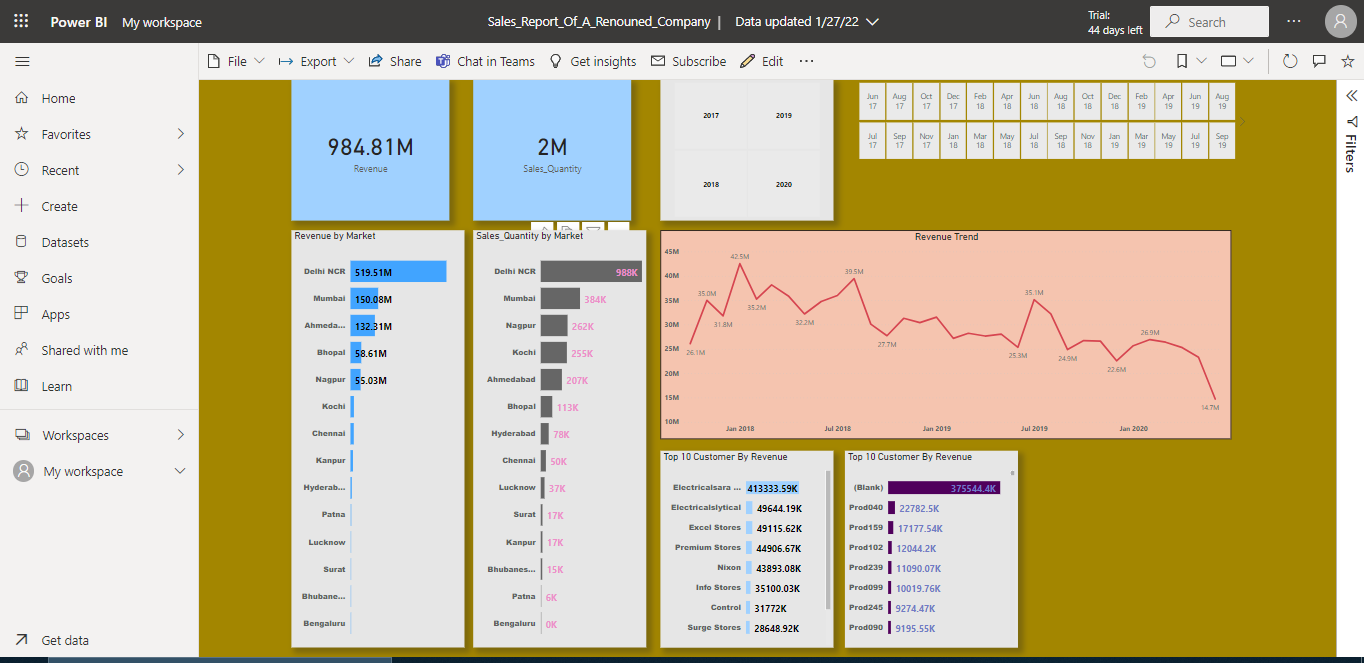 Power BI My workspace
Sales_Report_Of_A_Renouned_Company | Data updated 1/27/22
Trial:
44 days left
Search
File
Export
Share
Chat in Teams
Get insights
Subscribe
Edit
Home
Favorites
Recent
Create
Datasets
Goals
Apps
Shared with me
Learn
Workspaces
My workspace
Get data
Filters
984.81M
Revenue
2M
Sales_Quantity
2017 2019
2018 2020
Jun 17 Aug 17 Oct 17 Dec 17 Feb 18 Apr 18 Jun 18 Aug 18 Oct 18 Dec 18 Feb 19 Apr 19 Jun 19 Aug 19
Jul 17 Sep 17 Nov 17 Jan 18 Mar 18 May 18 Jul 18 Sep 18 Nov 18 Jan 19 Mar 19 May 19 Jul 19 Sep 19
Revenue by Market
Delhi NCR 519.51M
Mumbai 150.08M
Ahmeda... 132.31M
Bhopal 58.61M
Nagpur 55.03M
Kochi
Chennai
Kanpur
Hyderab...
Patna
Lucknow
Surat
Bhubane...
Bengaluru
Sales_Quantity by Market
Delhi NCR 988K
Mumbai 384K
Nagpur 262K
Kochi 255K
Ahmedabad 207K
Bhopal 113K
Hyderabad 78K
Chennai 50K
Lucknow 37K
Surat 17K
Kanpur 17K
Bhubanes... 15K
Patna 6K
Bengaluru 0K
Revenue Trend
45M
40M
35M
30M
25M
20M
15M
10M
26.1M
35.0M
31.8M
42.5M
35.2M
32.2M
39.5M
27.7M
25.3M
35.1M
24.9M
22.6M
26.9M
14.7M
Jan 2018 Jul 2018 Jan 2019 Jul 2019 Jan 2020
Top 10 Customer By Revenue
Electricalsara ... 413333.59K
Electricalslytical 49644.19K
Excel Stores 49115.62K
Premium Stores 44906.67K
Nixon 43893.08K
Info Stores 35100.03K
Control 31772K
Surge Stores 28648.92K
Top 10 Customer By Revenue
(Blank) 375544.4K
Prod040 22782.5K
Prod159 17177.54K
Prod102 12044.2K
Prod239 11090.07K
Prod099 10019.76K
Prod245 9274.47K
Prod090 9195.55K